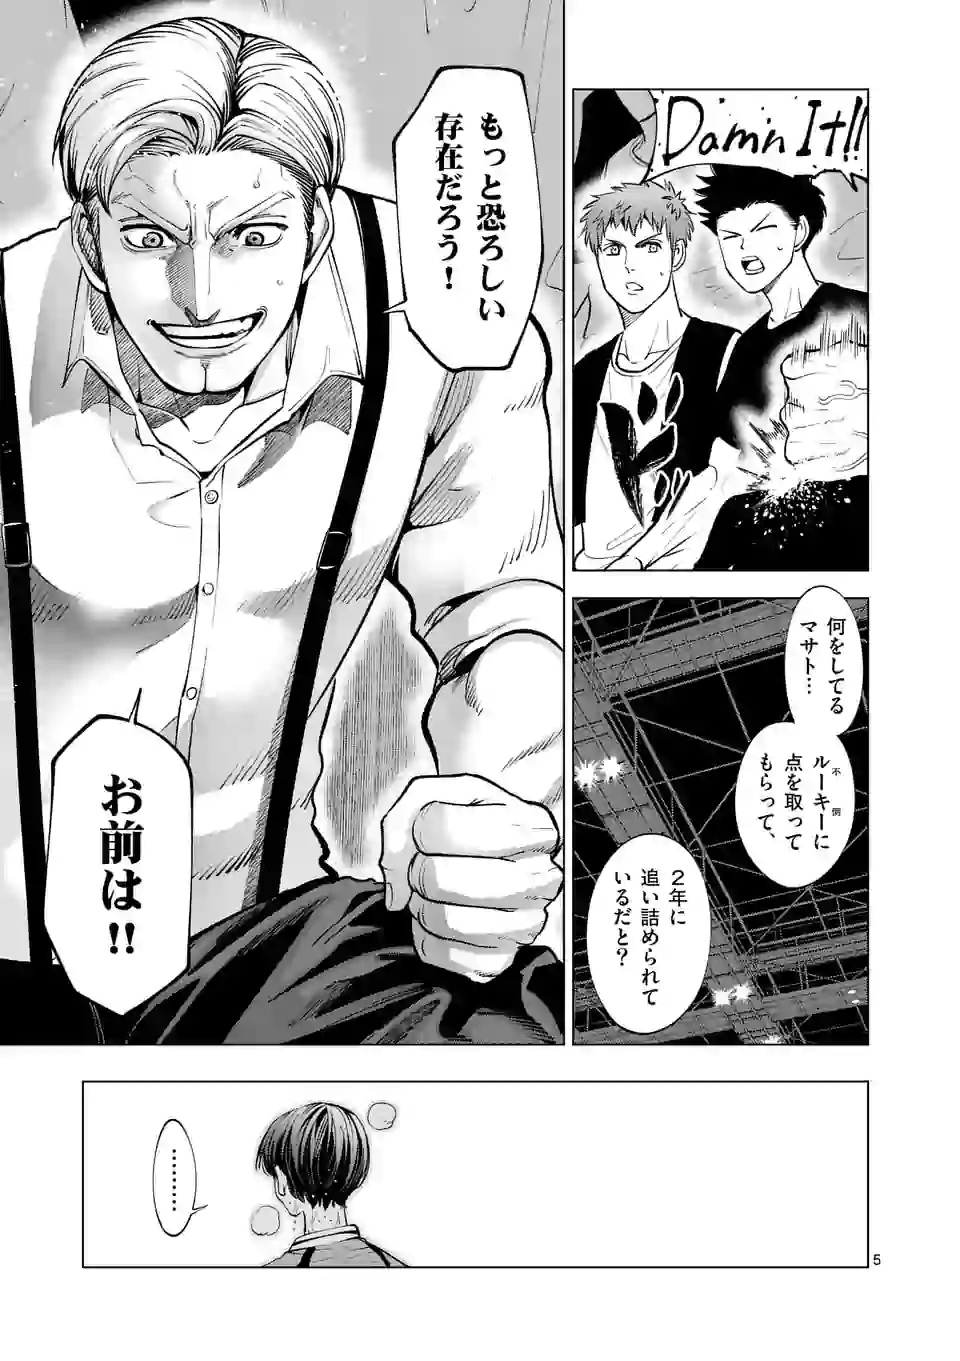 Damn It!!
何をしてる
マサト…
ルーキーに
不倒
点を取って
もらって、
2年に
追い詰められて
いるだと?
もっと恐ろしい
存在だろう!
お前は!!
………
5